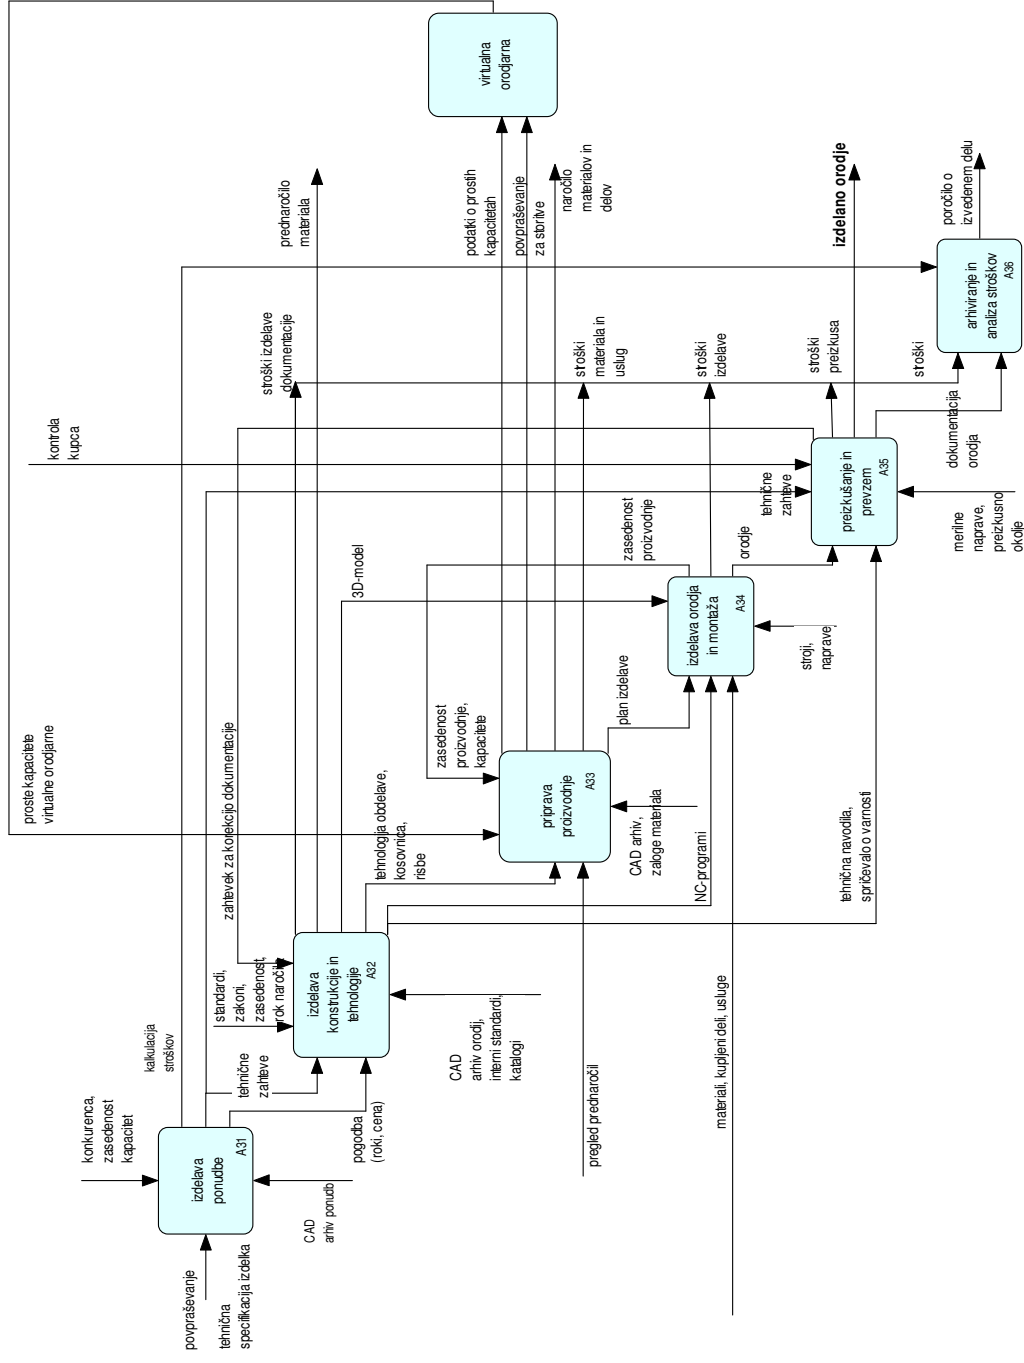 proste kapacitete
virtualne orodjarne
kontrola
kupca
virtualna
orodjarna
zahtevek za korekcijo dokumentacije
stroški izdelave
dokumentacije
prednaročilo
materiala
podatki o prostih
kapacitetah
povpraševanje
za storitve
naročilo
materialov in
delov
konkurenca,
zasedenost
kapacitet
kalkulacija
stroškov
standardi,
zakoni,
zasedenost,
rok naročila
3D-model
tehnologija obdelave,
kosovnica,
risbe
zasedenost
proizvodnje,
kapacitete
zasedenost
proizvodnje
stroški
materiala in
uslug
stroški
izdelave
izdelava
ponudbe
A31
tehnične
zahteve
izdelava
konstrukcije in
tehnologije
A32
priprava
proizvodnje
A33
plan izdelave
izdelava orodja
in montaža
A34
orodje
tehnične
zahteve
stroški
preizkusa
izdelano orodje
povpraševanje
tehnična
specifikacija izdelka
CAD
arhiv ponudb
pogodba
(roki, cena)
CAD
arhiv orodij,
interni standardi,
katalogi
pregled prednaročil
CAD arhiv,
zaloge materiala
NC-programi
stroji,
naprave
preizkušanje in
prevzem
A35
stroški
dokumentacija
orodja
arhiviranje in
analiza stroškov
A36
poročilo o
izvedenem delu
materiali, kupljeni deli, usluge
tehnična navodila,
spričevalo o varnosti
merilne
naprave,
preizkusno
okolje